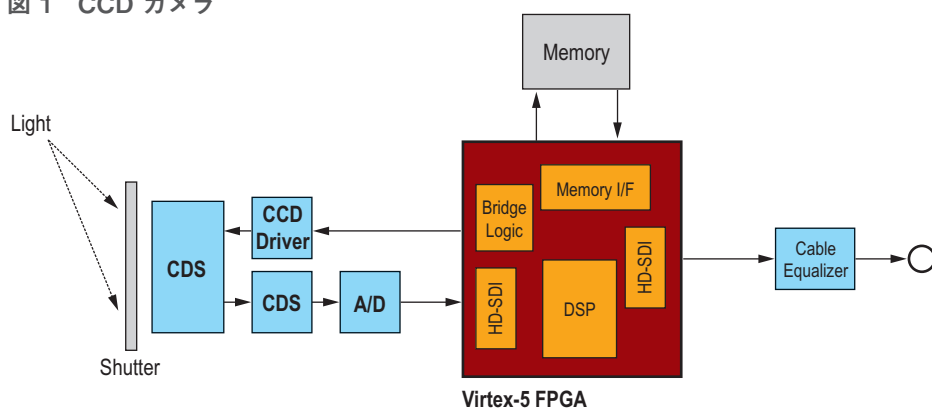 図 1 CCD カメラ
Memory
Light
Memory I/F
Bridge
Logic
CCD
Driver
CDS
CDS
A/D
HD-SDI
DSP
HD-SDI
Cable
Equalizer
Shutter
Virtex-5 FPGA